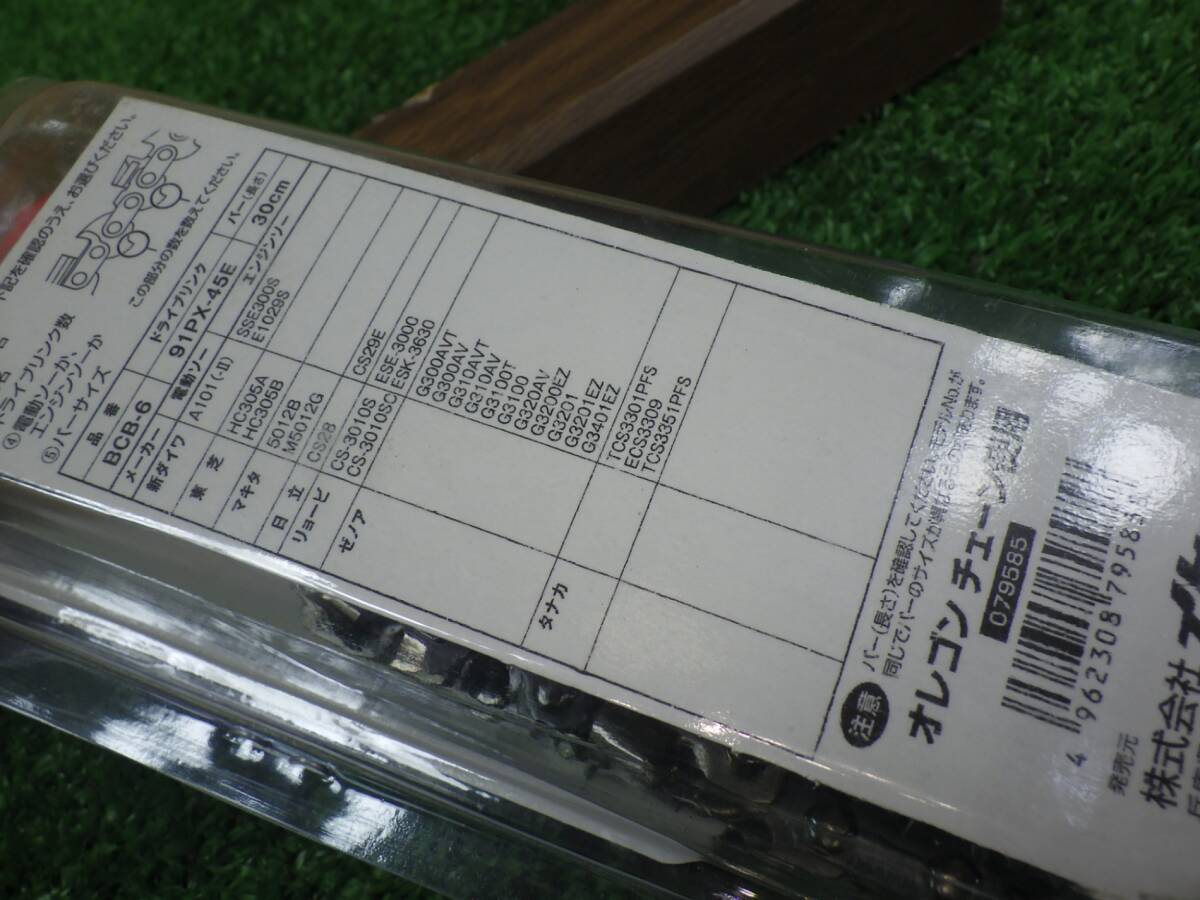 下記を確認のうえ、お選びください。
ドライブリンク数
④電動ソーか、
エンジンソーか
⑤バーサイズ
この部分の数を数えてください。
品番 ドライブリンク バー(長さ)
BCB-6 91PX-45E 30cm
メーカー 電動ソー エンジンソー
新ダイワ A101(-Ⅱ) SSE300S
E1029S
東芝 HC305A
HC305B
マキタ 5012B
M5012G
日立 CS28 CS29E
リョービ CS-3010S ESE-3000
CS-3010SC ESK-3630
ゼノア G300AVT
G300AV
G310AVT
G310AV
G3100T
G3100
G320AV
G3200EZ
G3201
G3201EZ
G3401EZ
タナカ TCS3301PFS
ECS3309
TCS3351PFS
注意 バー(長さ)を確認してください。モデルNo.が
同じでバーのサイズが異なる
オレゴン チェーン
079585
4 962308 79585
発売元
株式会社